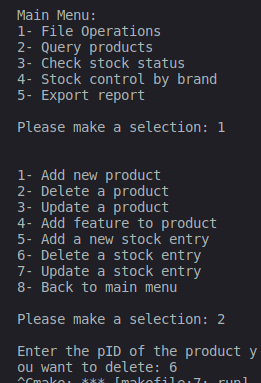 Main Menu:
1- File Operations
2- Query products
3- Check stock status
4- Stock control by brand
5- Export report
Please make a selection: 1
1- Add new product
2- Delete a product
3- Update a product
4- Add feature to product
5- Add a new stock entry
6- Delete a stock entry
7- Update a stock entry
8- Back to main menu
Please make a selection: 2
Enter the pID of the product y
ou want to delete: 6
^Cmake: *** [makefile:7: run]